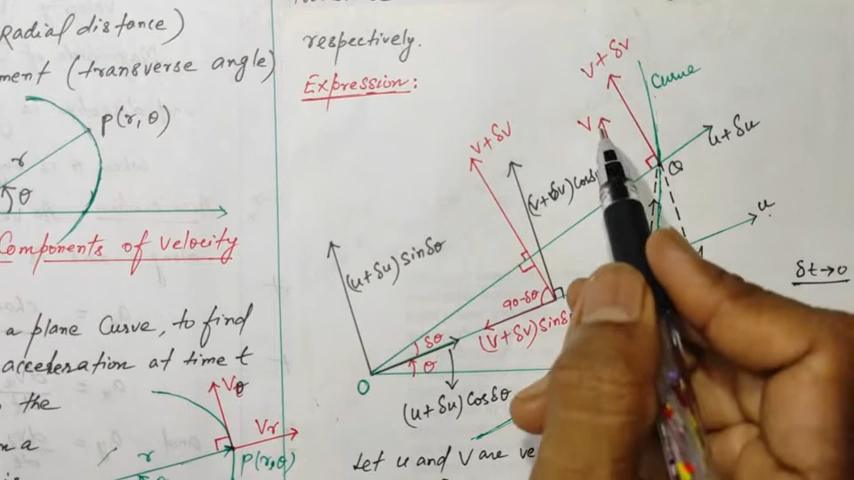 Radial distance)
ment (transverse angle)
P(r,θ)
r
θ
Components of velocity
a plane Curve, to find
acceleration at time t
the
Vθ
Vr
r
P(r,θ)
respectively.
Expression:
V+δV
Curve
V
V+δV
u+δu
Q
(V+δV)cosδ
u
(u+δu)sinδθ
δt→0
90-δθ
δθ
θ
(V+δV)sinδ
O
(u+δu)cosδθ
Let u and V are ve